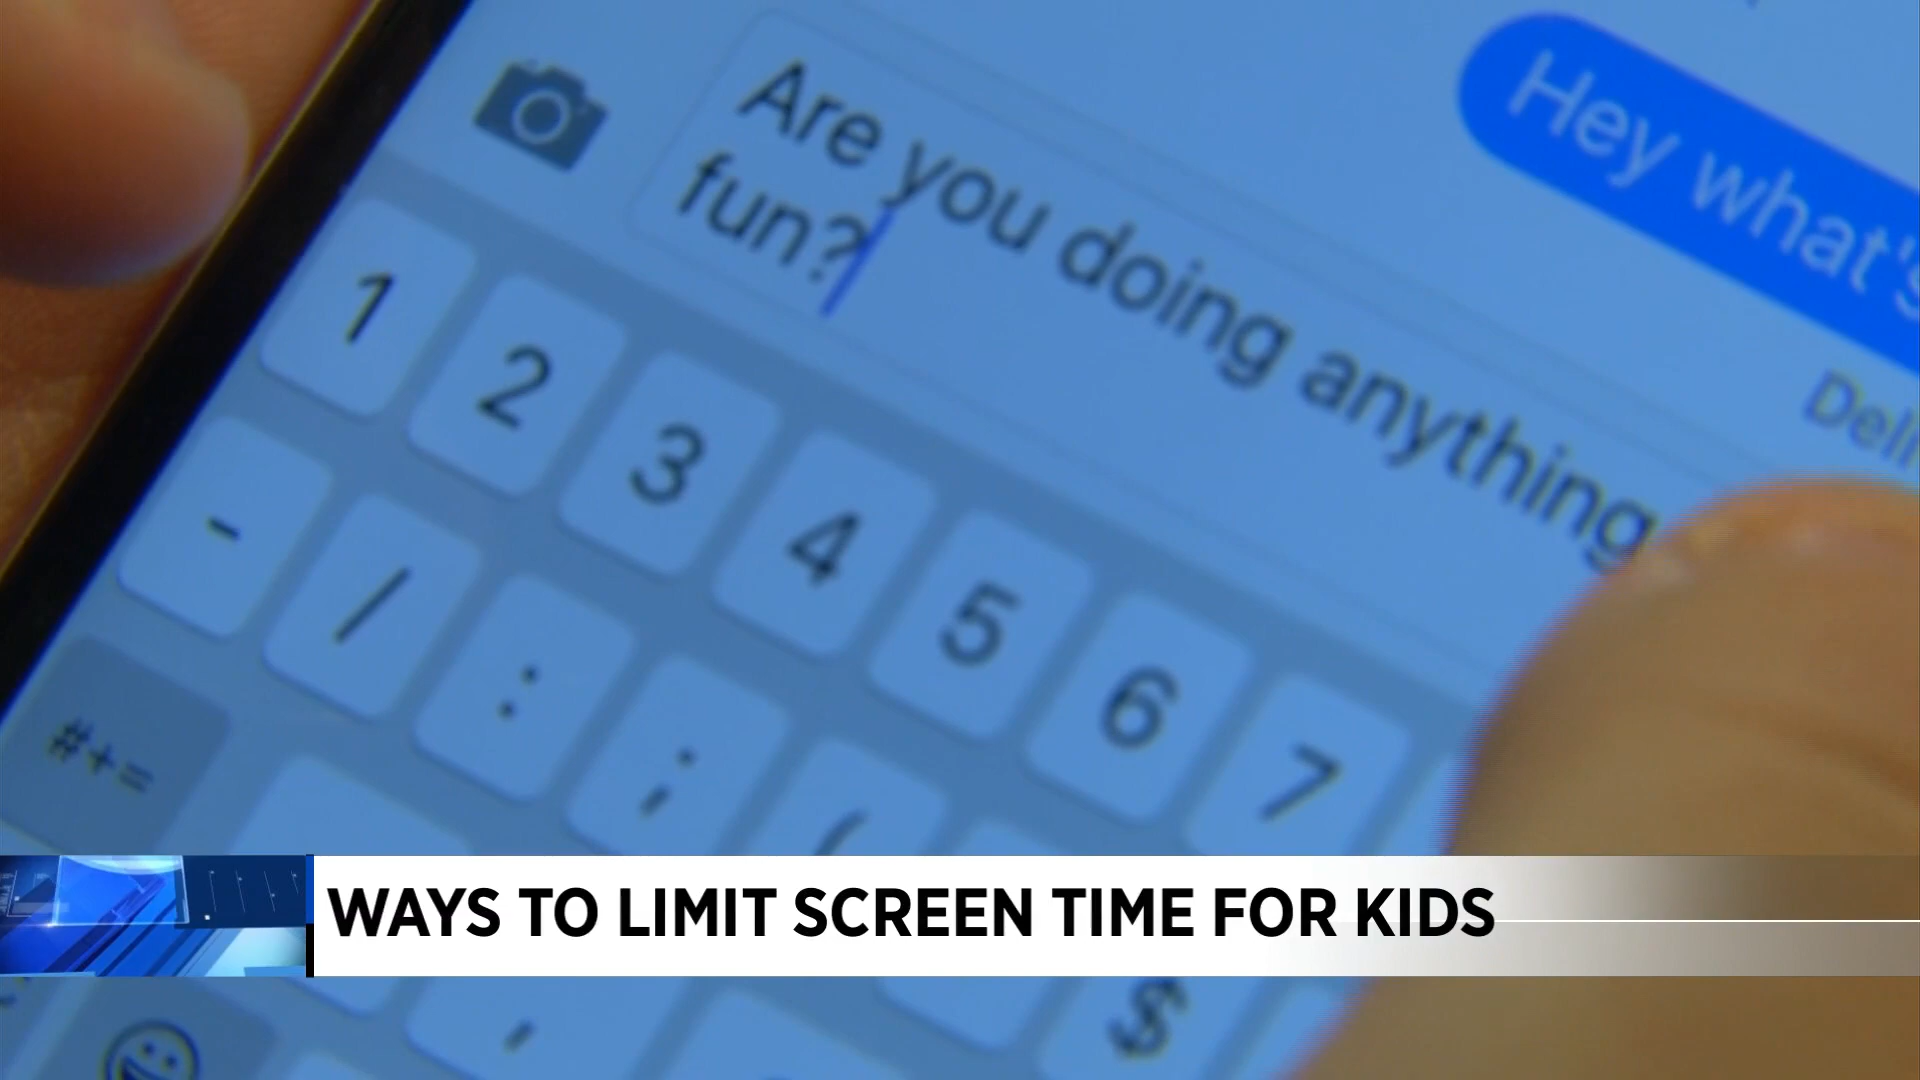 Hey what's
Are you doing anything
fun?
1 2 3 4 5 6 7
- / : ; (
#+=
, $
WAYS TO LIMIT SCREEN TIME FOR KIDS